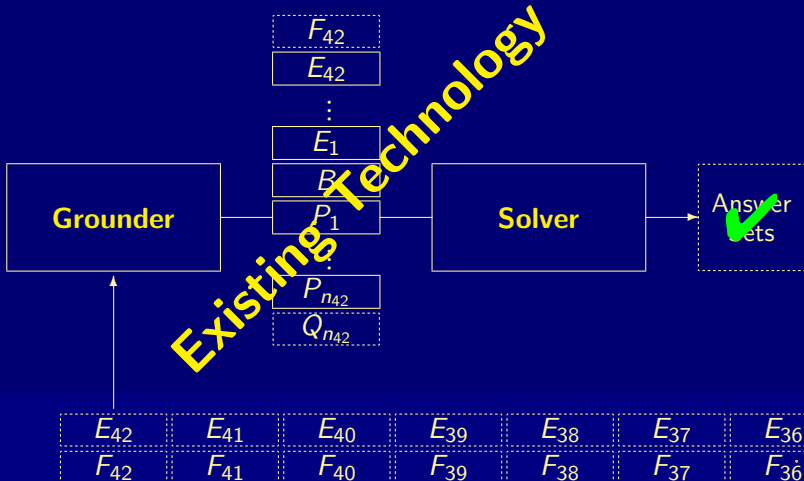 F42
E42
⋮
E1
B
P1
⋮
Pn42
Qn42
Grounder
Solver
Answer
Sets
Existing Technology
E42 E41 E40 E39 E38 E37 E36
F42 F41 F40 F39 F38 F37 F36